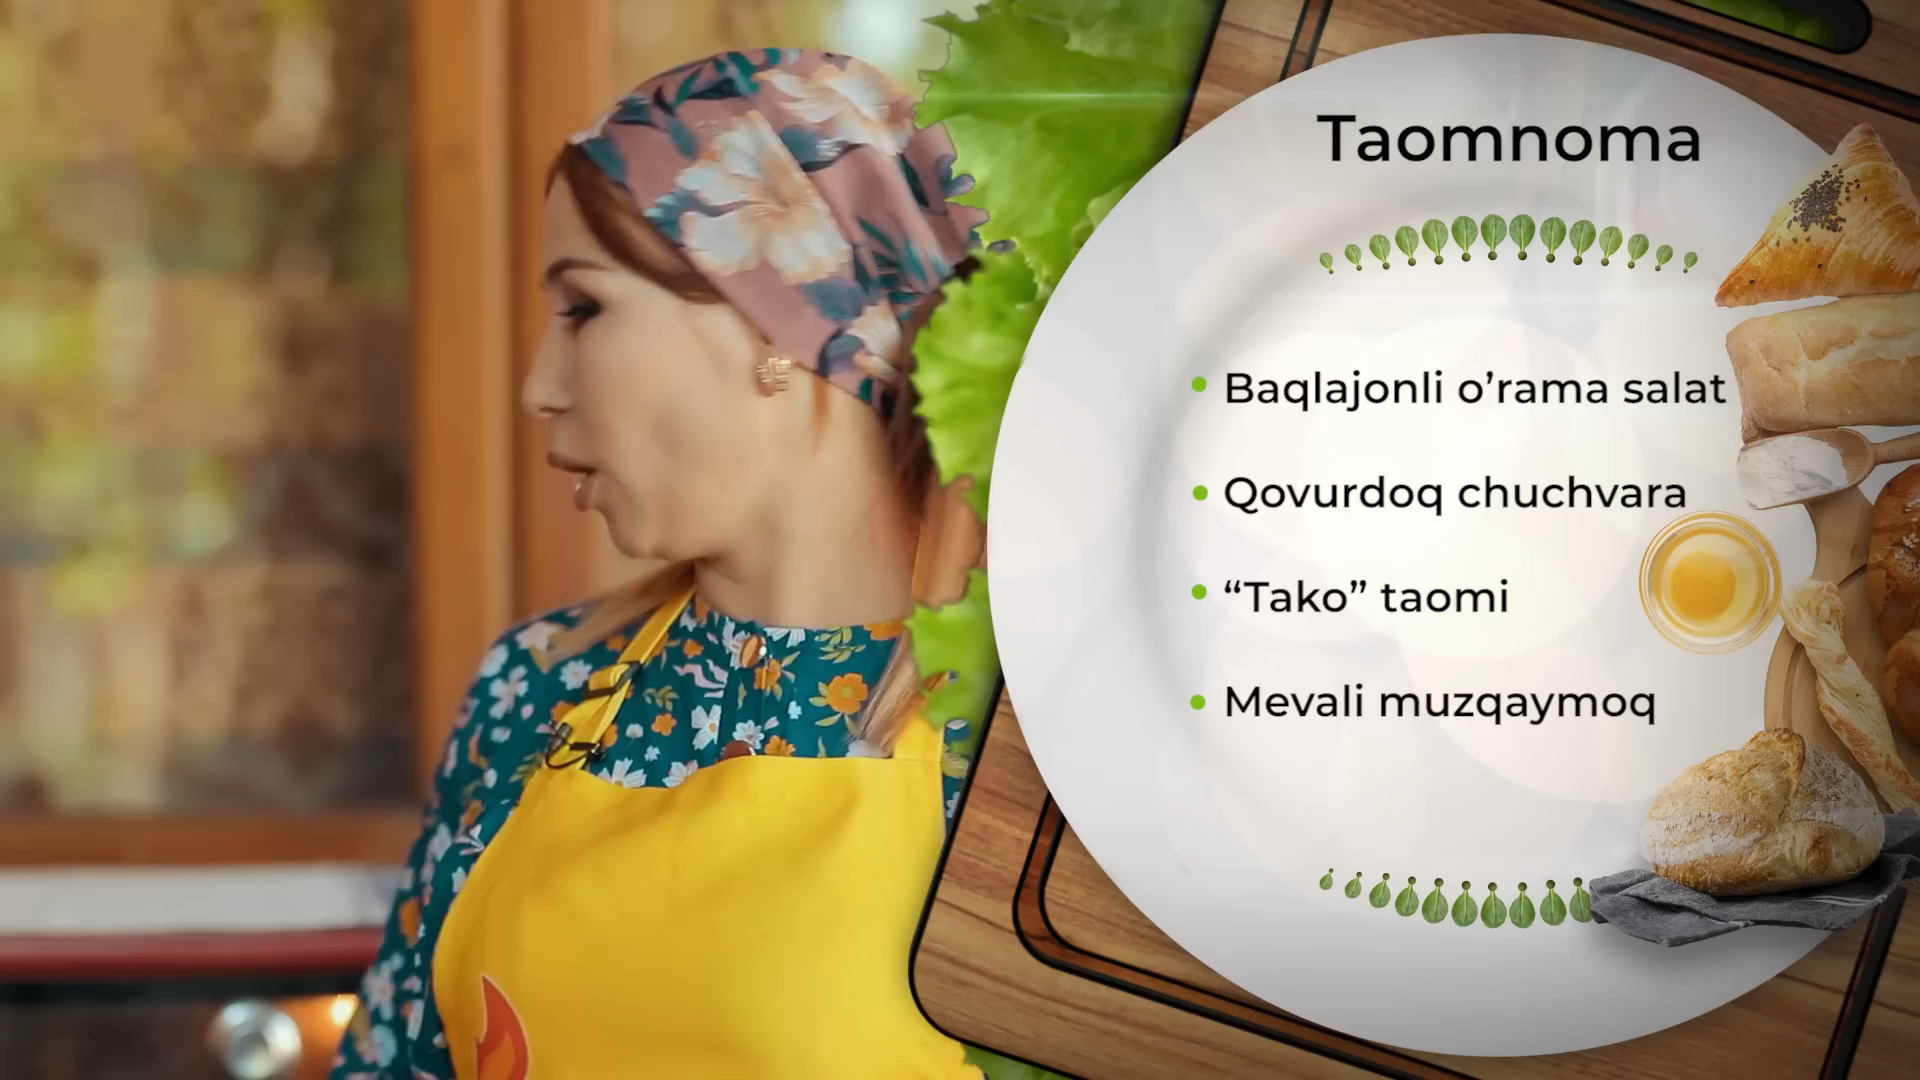 Taomnoma
Baqlajonli o’rama salat
Qovurdoq chuchvara
“Tako” taomi
Mevali muzqaymoq